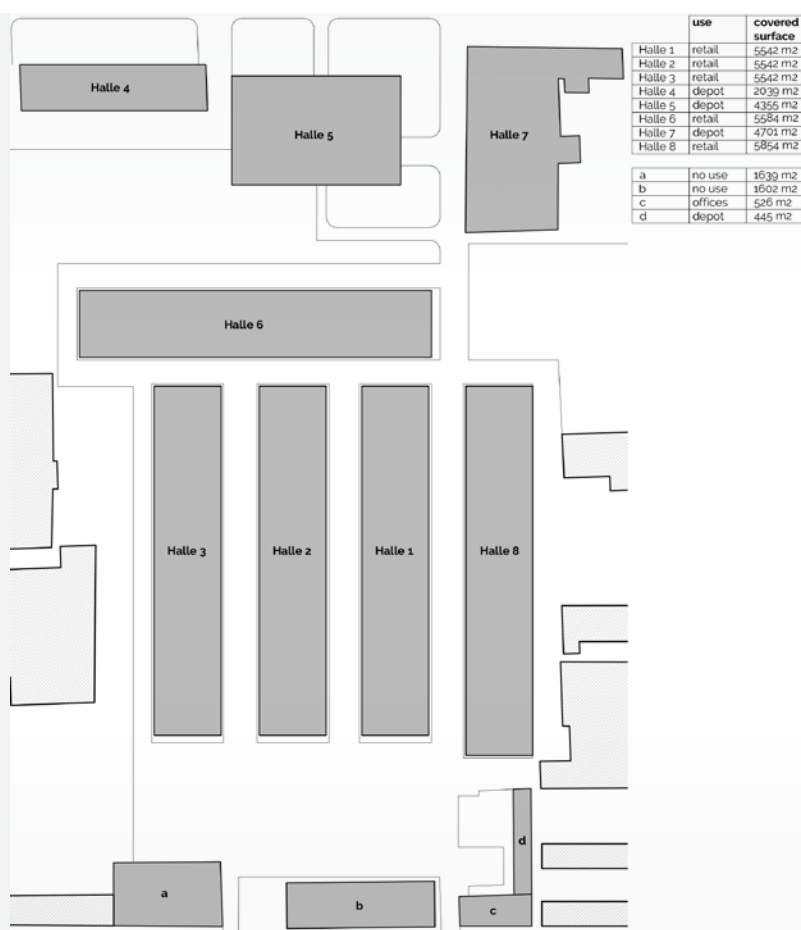 use covered
surface
Halle 1 retail 5542 m2
Halle 2 retail 5542 m2
Halle 3 retail 5542 m2
Halle 4 depot 2039 m2
Halle 5 depot 4355 m2
Halle 6 retail 5584 m2
Halle 7 depot 4701 m2
Halle 8 retail 5854 m2
a no use 1639 m2
b no use 1602 m2
c offices 526 m2
d depot 445 m2
Halle 4
Halle 5
Halle 7
Halle 6
Halle 3
Halle 2
Halle 1
Halle 8
d
a
b
c